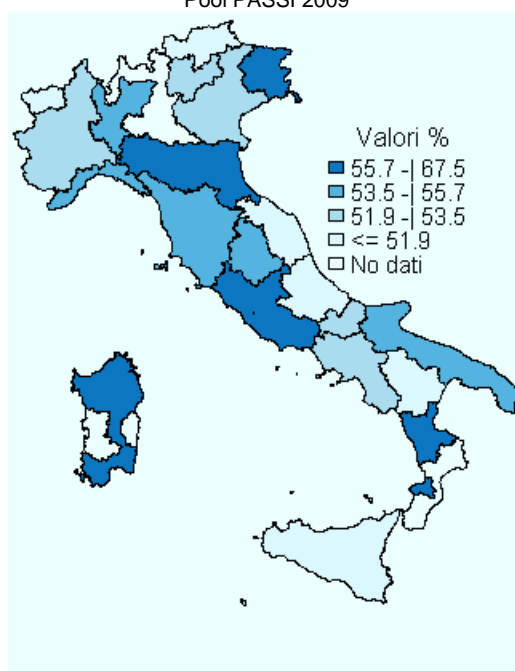 Pool PASSI 2009
Valori %
55.7 -| 67.5
53.5 -| 55.7
51.9 -| 53.5
<= 51.9
No dati